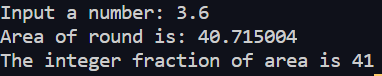 Input a number: 3.6
Area of round is: 40.715004
The integer fraction of area is 41